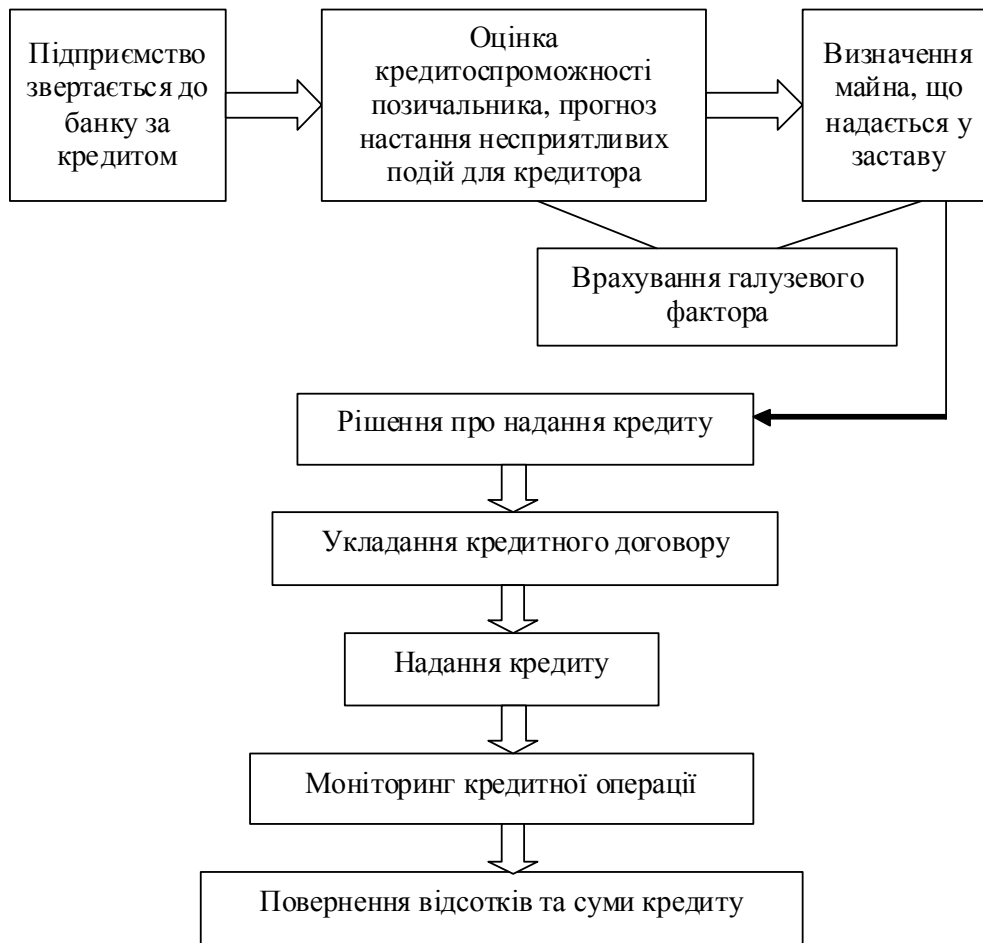 Підприємство
звертається до
банку за
кредитом
Оцінка
кредитоспроможності
позичальника, прогноз
настання несприятливих
подій для кредитора
Визначення
майна, що
надається у
заставу
Врахування галузевого
фактора
Рішення про надання кредиту
Укладання кредитного договору
Надання кредиту
Моніторинг кредитної операції
Повернення відсотків та суми кредиту